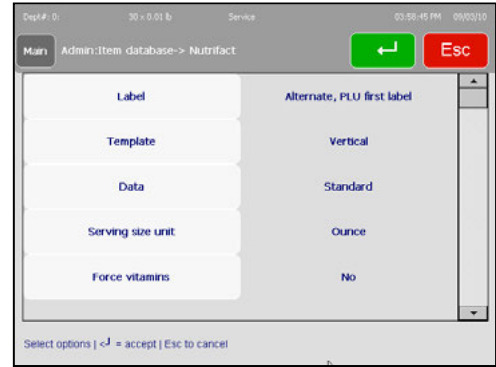 Dept#: 0: 30 x 0.01 lb Service 03:58:45 PM 09/03/10
Main Admin:Item database-> Nutrifact Esc
Label Alternate, PLU first label
Template Vertical
Data Standard
Serving size unit Ounce
Force vitamins No
Select options | <┘ = accept | Esc to cancel